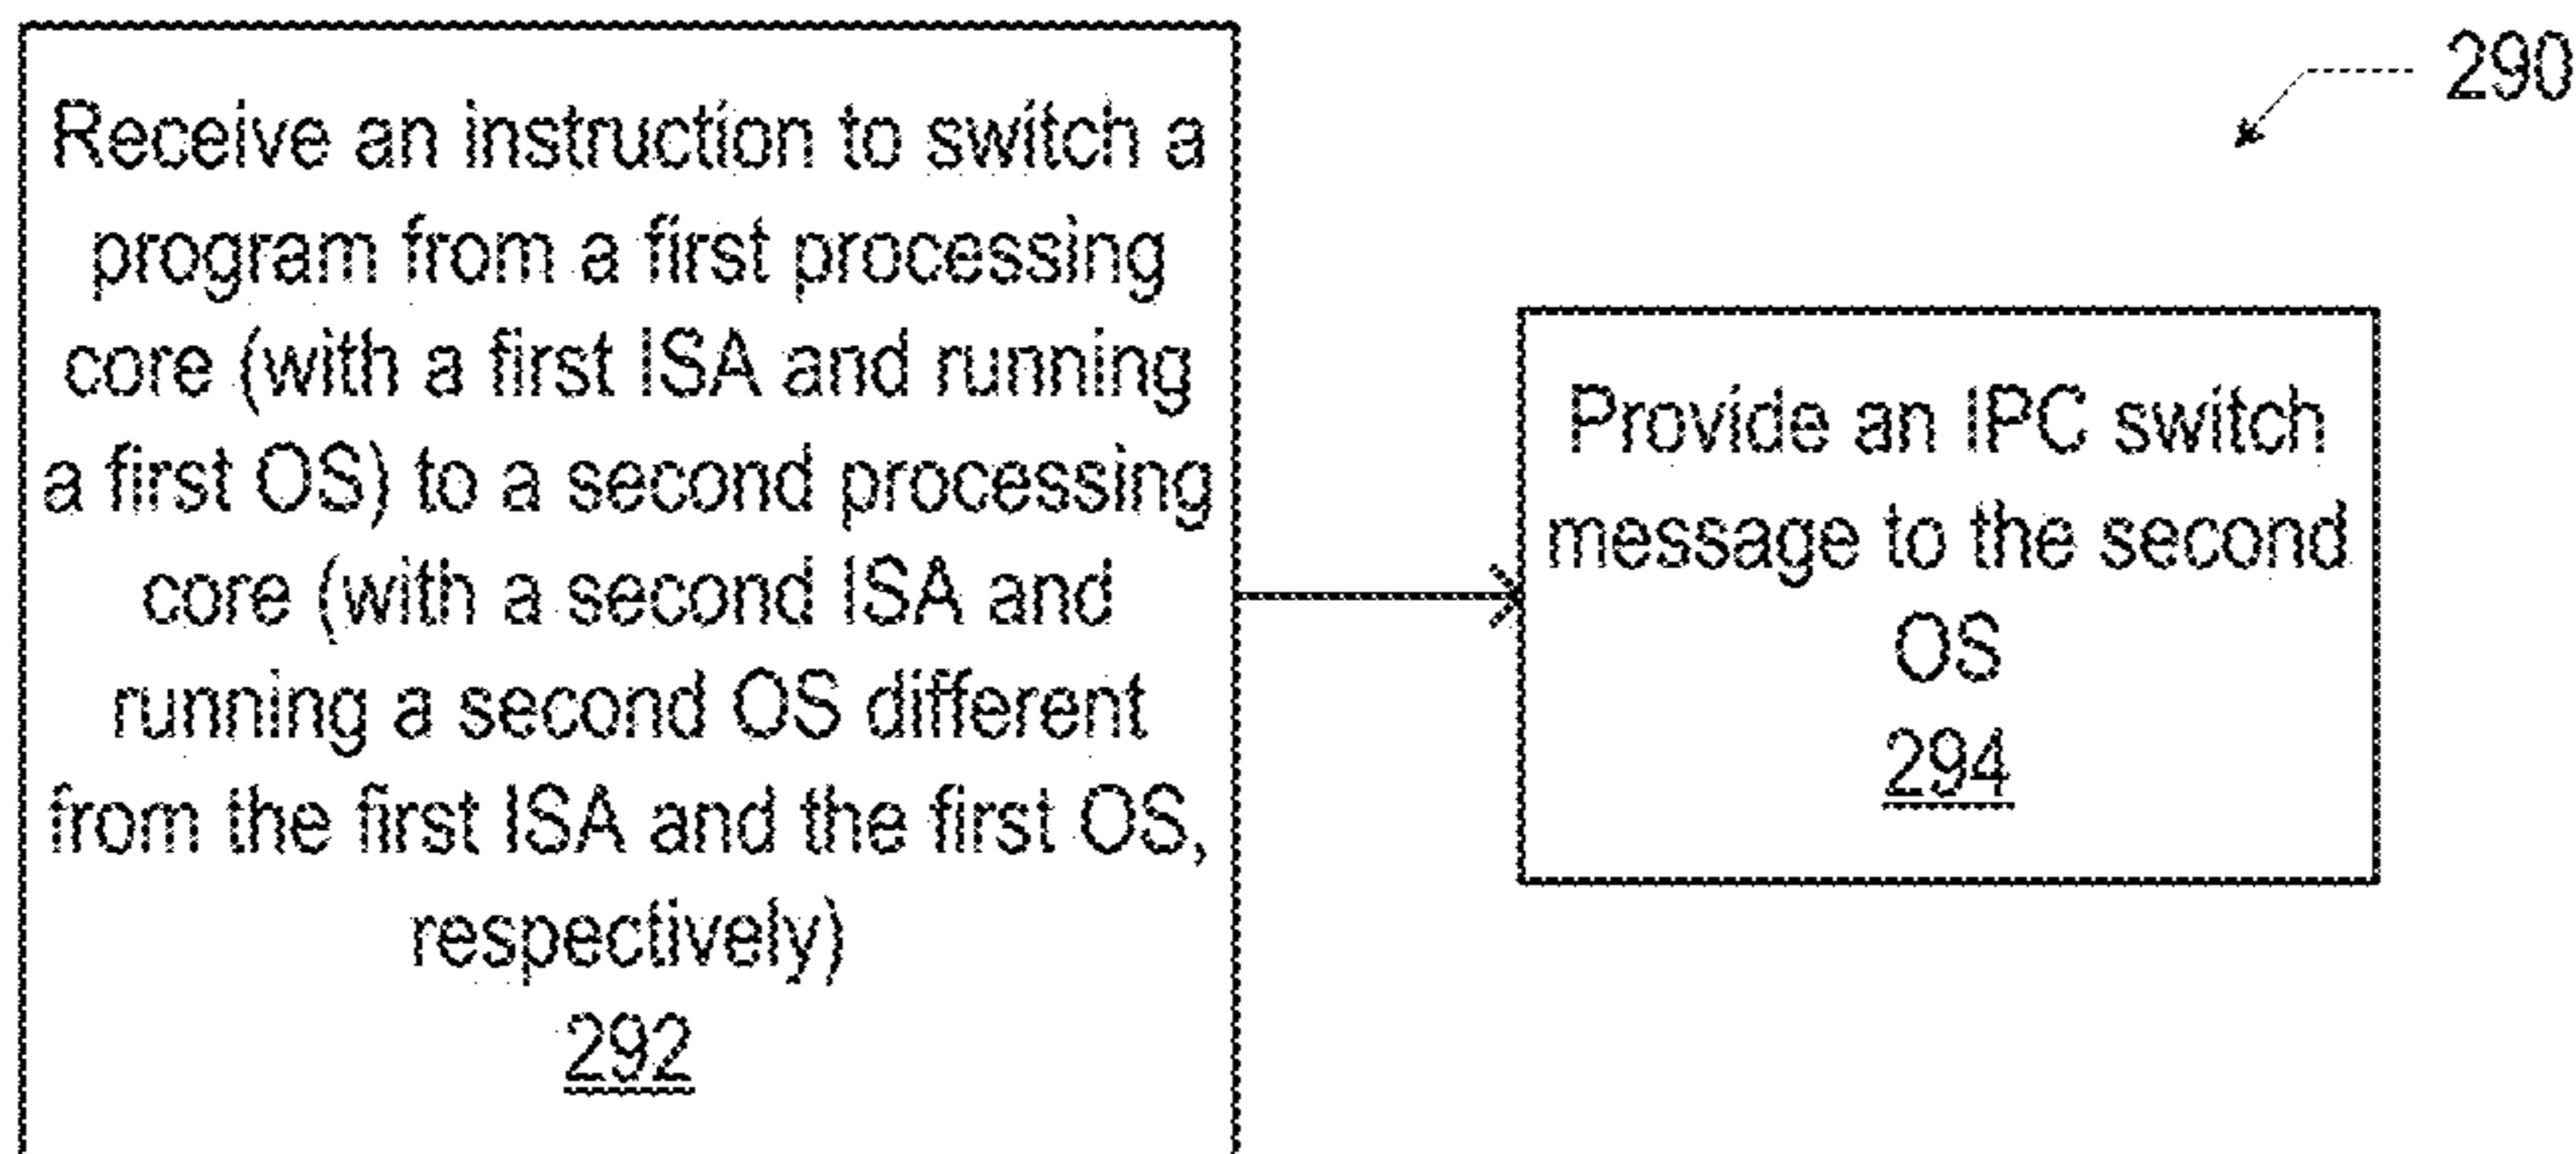 Receive an instruction to switch a
program from a first processing
core (with a first ISA and running
a first OS) to a second processing
core (with a second ISA and
running a second OS different
from the first ISA and the first OS,
respectively)
292
290
Provide an IPC switch
message to the second
OS
294